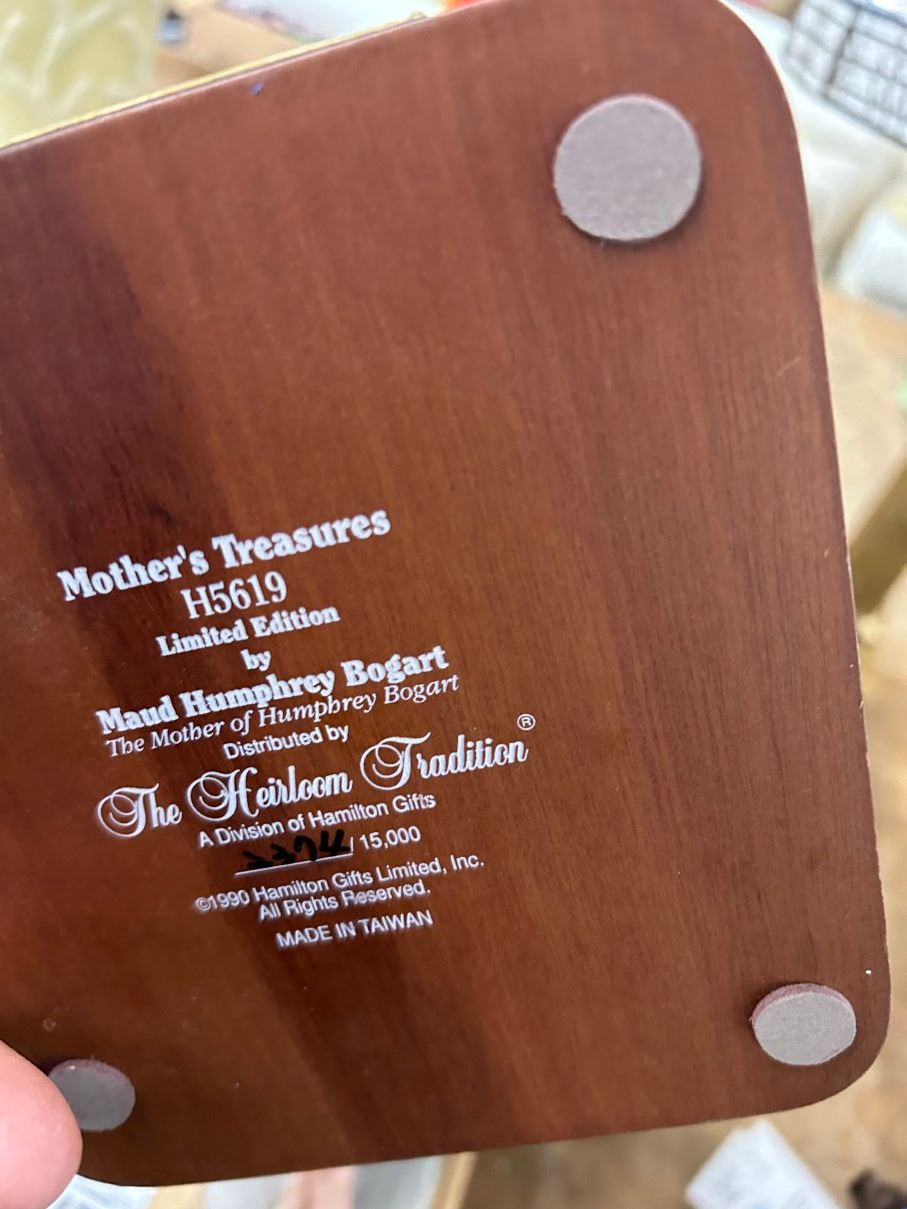 Mother's Treasures
H5619
Limited Edition
by
Maud Humphrey Bogart
The Mother of Humphrey Bogart
Distributed by
The Heirloom Tradition®
A Division of Hamilton Gifts
/ 15,000
©1990 Hamilton Gifts Limited, Inc.
All Rights Reserved.
MADE IN TAIWAN